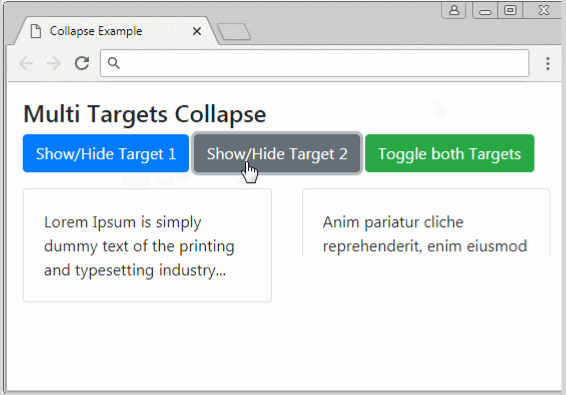 Collapse Example
Multi Targets Collapse
Show/Hide Target 1
Show/Hide Target 2
Toggle both Targets
Lorem Ipsum is simply
dummy text of the printing
and typesetting industry...
Anim pariatur cliche
reprehenderit, enim eiusmod